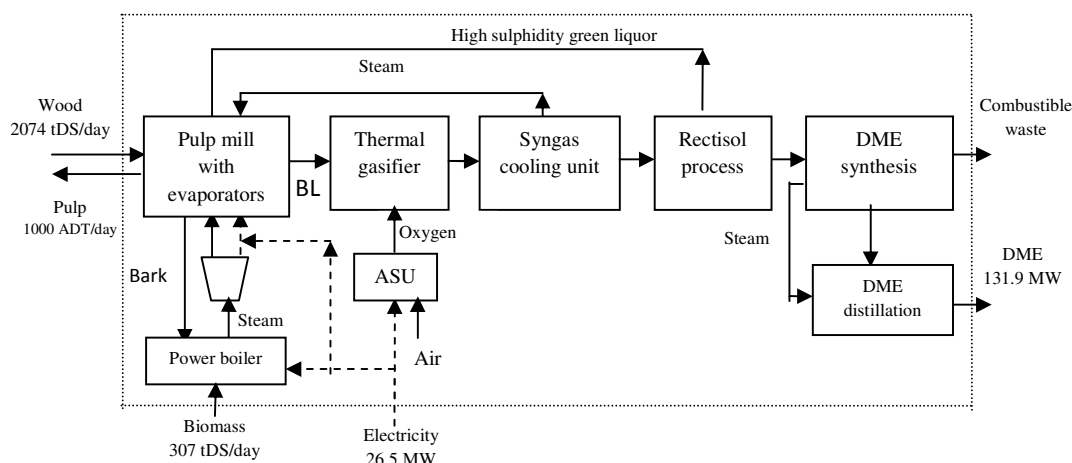 High sulphidity green liquor
Steam
Wood
2074 tDS/day
Pulp mill
with
evaporators
Thermal
gasifier
Syngas
cooling unit
Rectisol
process
DME
synthesis
Combustible
waste
BL
Pulp
1000 ADT/day
Oxygen
Steam
DME
131.9 MW
Bark
ASU
DME
distillation
Steam
Air
Power boiler
Biomass
307 tDS/day
Electricity
26.5 MW